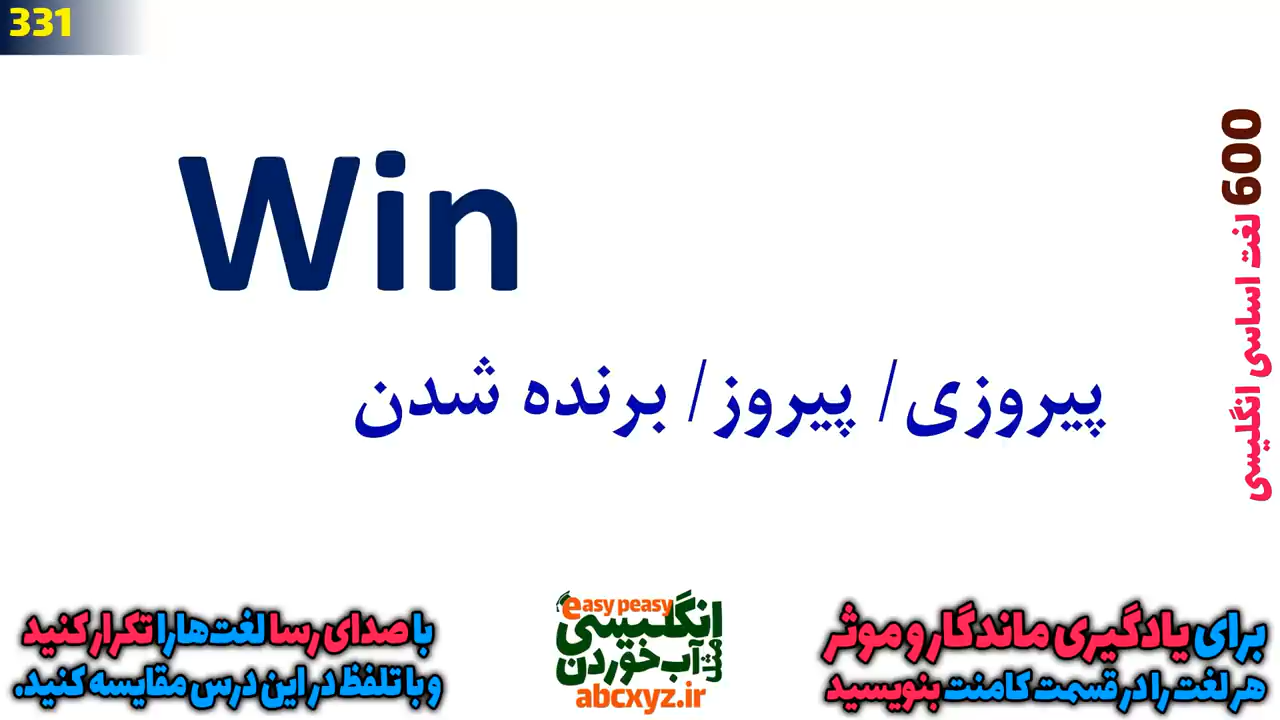 331
Win
پیروزی/ پیروز/ برنده شدن
600 لغت اساسی انگلیسی
برای یادگیری ماندگار و موثر
هر لغت را در قسمت کامنت بنویسید
easy peasy
انگلیسی
مثل آب خوردن
abcxyz.ir
با صدای رسا لغت‌ها را تکرار کنید
و با تلفظ در این درس مقایسه کنید.